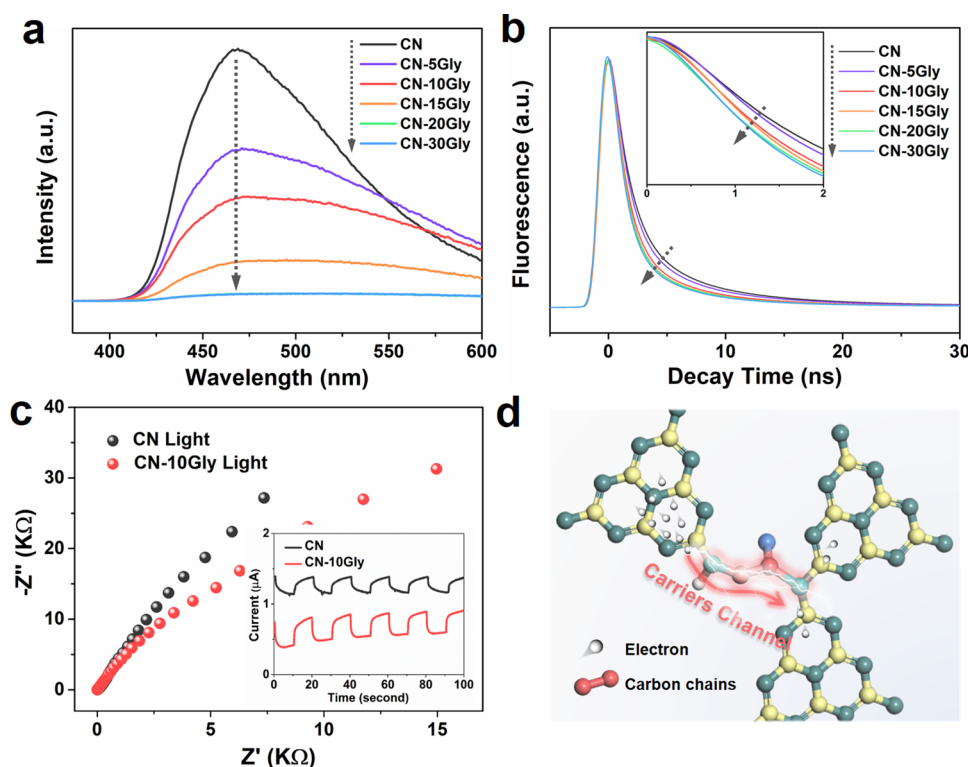 a
CN
CN-5Gly
CN-10Gly
CN-15Gly
CN-20Gly
CN-30Gly
Intensity (a.u.)
400 450 500 550 600
Wavelength (nm)
b
CN
CN-5Gly
CN-10Gly
CN-15Gly
CN-20Gly
CN-30Gly
0 1 2
Fluorescence (a.u.)
0 10 20 30
Decay Time (ns)
c
40
30
20
10
0
-Z'' (KΩ)
CN Light
CN-10Gly Light
2
1
0
Current (μA)
CN
CN-10Gly
0 20 40 60 80 100
Time (second)
0 5 10 15
Z' (KΩ)
d
Carriers Channel
Electron
Carbon chains